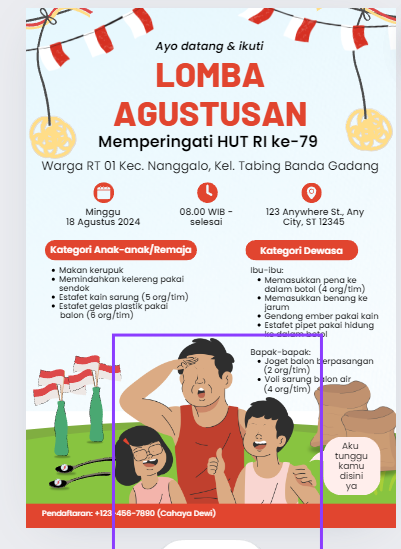 Ayo datang & ikuti
LOMBA
AGUSTUSAN
Memperingati HUT RI ke-79
Warga RT 01 Kec. Nanggalo, Kel. Tabing Banda Gadang
Minggu
18 Agustus 2024
08.00 WIB -
selesai
123 Anywhere St., Any
City, ST 12345
Kategori Anak-anak/Remaja
Makan kerupuk
Memindahkan kelereng pakai
sendok
Estafet kain sarung (5 org/tim)
Estafet gelas plastik pakai
balon (6 org/tim)
Kategori Dewasa
Ibu-Ibu:
Memasukkan pena ke
dalam botol (4 org/tim)
Memasukkan benang ke
jarum
Gendong ember pakai kain
Estafet pipet pakai hidung
ke dalam botol
Bapak-bapak:
Joget balon berpasangan
(2 org/tim)
Voli sarung balon air
(4 org/tim)
Aku
tunggu
kamu
disini
ya
Pendaftaran: +123-456-7890 (Cahaya Dewi)